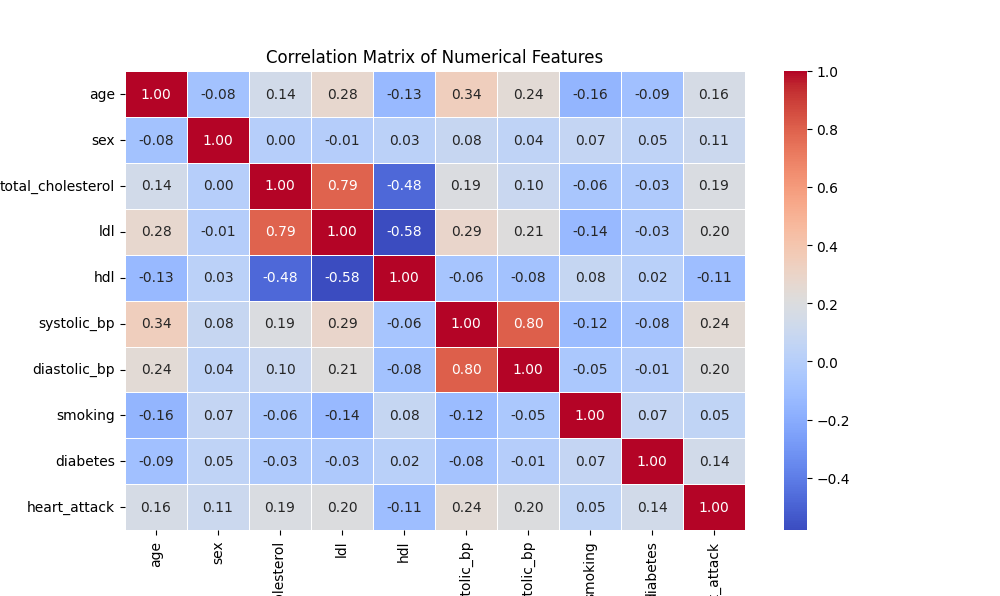 Correlation Matrix of Numerical Features
age 1.00 -0.08 0.14 0.28 -0.13 0.34 0.24 -0.16 -0.09 0.16
sex -0.08 1.00 0.00 -0.01 0.03 0.08 0.04 0.07 0.05 0.11
total_cholesterol 0.14 0.00 1.00 0.79 -0.48 0.19 0.10 -0.06 -0.03 0.19
ldl 0.28 -0.01 0.79 1.00 -0.58 0.29 0.21 -0.14 -0.03 0.20
hdl -0.13 0.03 -0.48 -0.58 1.00 -0.06 -0.08 0.08 0.02 -0.11
systolic_bp 0.34 0.08 0.19 0.29 -0.06 1.00 0.80 -0.12 -0.08 0.24
diastolic_bp 0.24 0.04 0.10 0.21 -0.08 0.80 1.00 -0.05 -0.01 0.20
smoking -0.16 0.07 -0.06 -0.14 0.08 -0.12 -0.05 1.00 0.07 0.05
diabetes -0.09 0.05 -0.03 -0.03 0.02 -0.08 -0.01 0.07 1.00 0.14
heart_attack 0.16 0.11 0.19 0.20 -0.11 0.24 0.20 0.05 0.14 1.00
age
sex
olesterol
ldl
hdl
tolic_bp
tolic_bp
smoking
diabetes
_attack
1.0
0.8
0.6
0.4
0.2
0.0
−0.2
−0.4